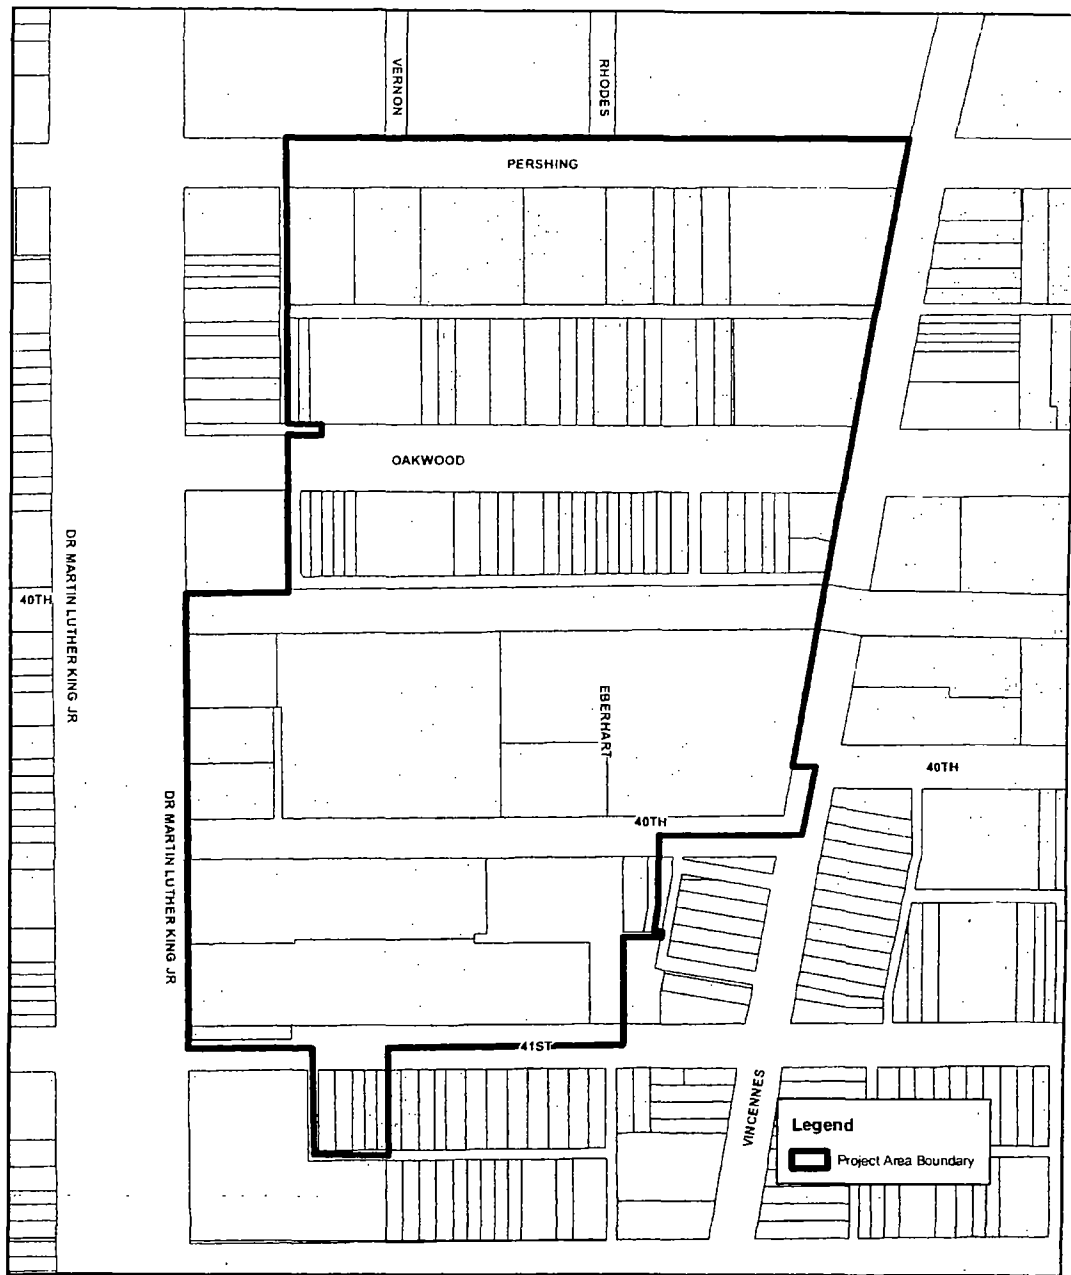 VERNON
RHODES
PERSHING
OAKWOOD
DR MARTIN LUTHER KING JR
40TH
EBERHART
40TH
DR MARTIN LUTHER KING JR
40TH
41ST
VINCENNES
Legend
Project Area Boundary